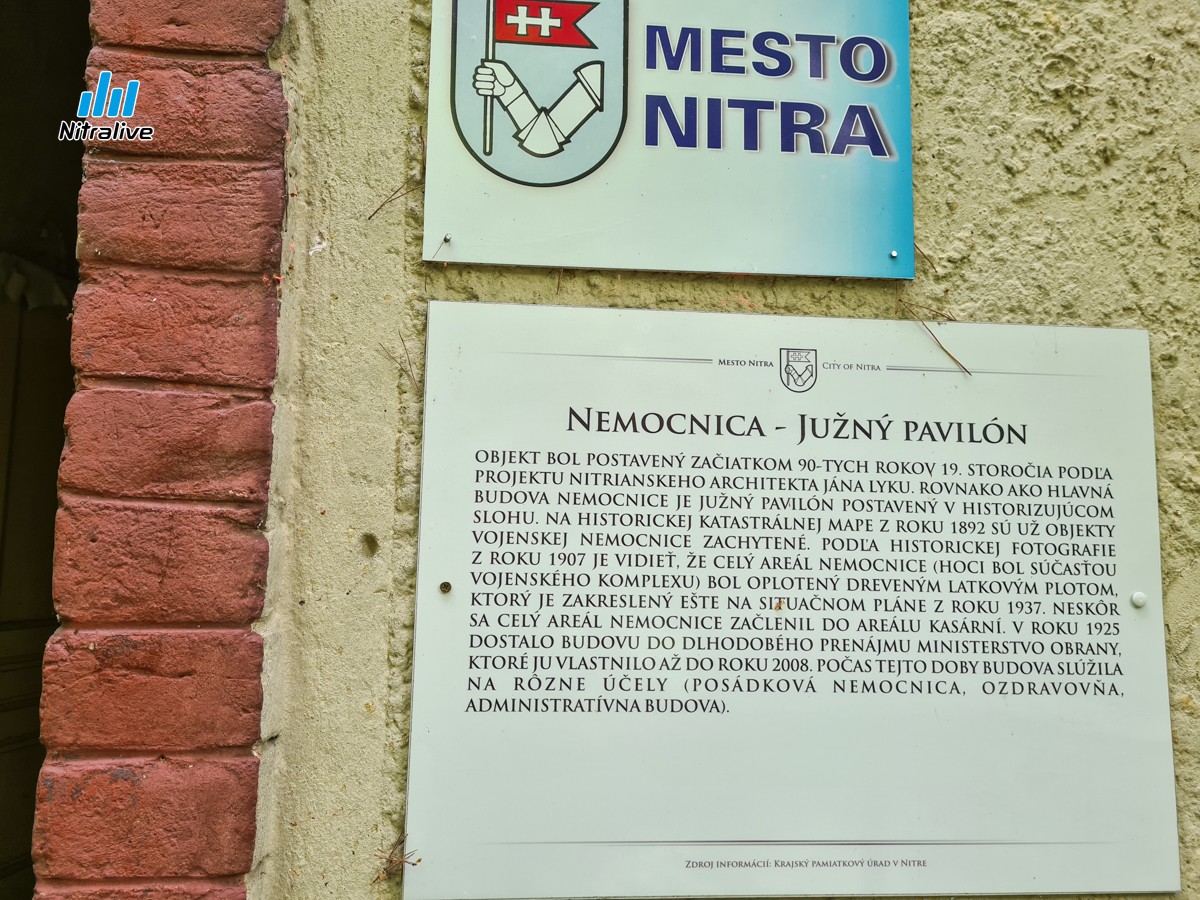 Nitralive
MESTO
NITRA
MESTO NITRA
CITY OF NITRA
NEMOCNICA - JUŽNÝ PAVILÓN
OBJEKT BOL POSTAVENÝ ZAČIATKOM 90-TYCH ROKOV 19. STOROČIA PODĽA
PROJEKTU NITRIANSKEHO ARCHITEKTA JÁNA LYKU. ROVNAKO AKO HLAVNÁ
BUDOVA NEMOCNICE JE JUŽNÝ PAVILÓN POSTAVENÝ V HISTORIZUJÚCOM
SLOHU. NA HISTORICKEJ KATASTRÁLNEJ MAPE Z ROKU 1892 SÚ UŽ OBJEKTY
VOJENSKEJ NEMOCNICE ZACHYTENÉ. PODĽA HISTORICKEJ FOTOGRAFIE
Z ROKU 1907 JE VIDIEŤ, ŽE CELÝ AREÁL NEMOCNICE (HOCI BOL SÚČASŤOU
VOJENSKÉHO KOMPLEXU) BOL OPLOTENÝ DREVENÝM LATKOVÝM PLOTOM,
KTORÝ JE ZAKRESLENÝ EŠTE NA SITUAČNOM PLÁNE Z ROKU 1937. NESKÔR
SA CELÝ AREÁL NEMOCNICE ZAČLENIL DO AREÁLU KASÁRNÍ. V ROKU 1925
DOSTALO BUDOVU DO DLHODOBÉHO PRENÁJMU MINISTERSTVO OBRANY,
KTORÉ JU VLASTNILO AŽ DO ROKU 2008. POČAS TEJTO DOBY BUDOVA SLÚŽILA
NA RÔZNE ÚČELY (POSÁDKOVÁ NEMOCNICA, OZDRAVOVŇA,
ADMINISTRATÍVNA BUDOVA).
ZDROJ INFORMÁCIÍ: KRAJSKÝ PAMIATKOVÝ ÚRAD V NITRE